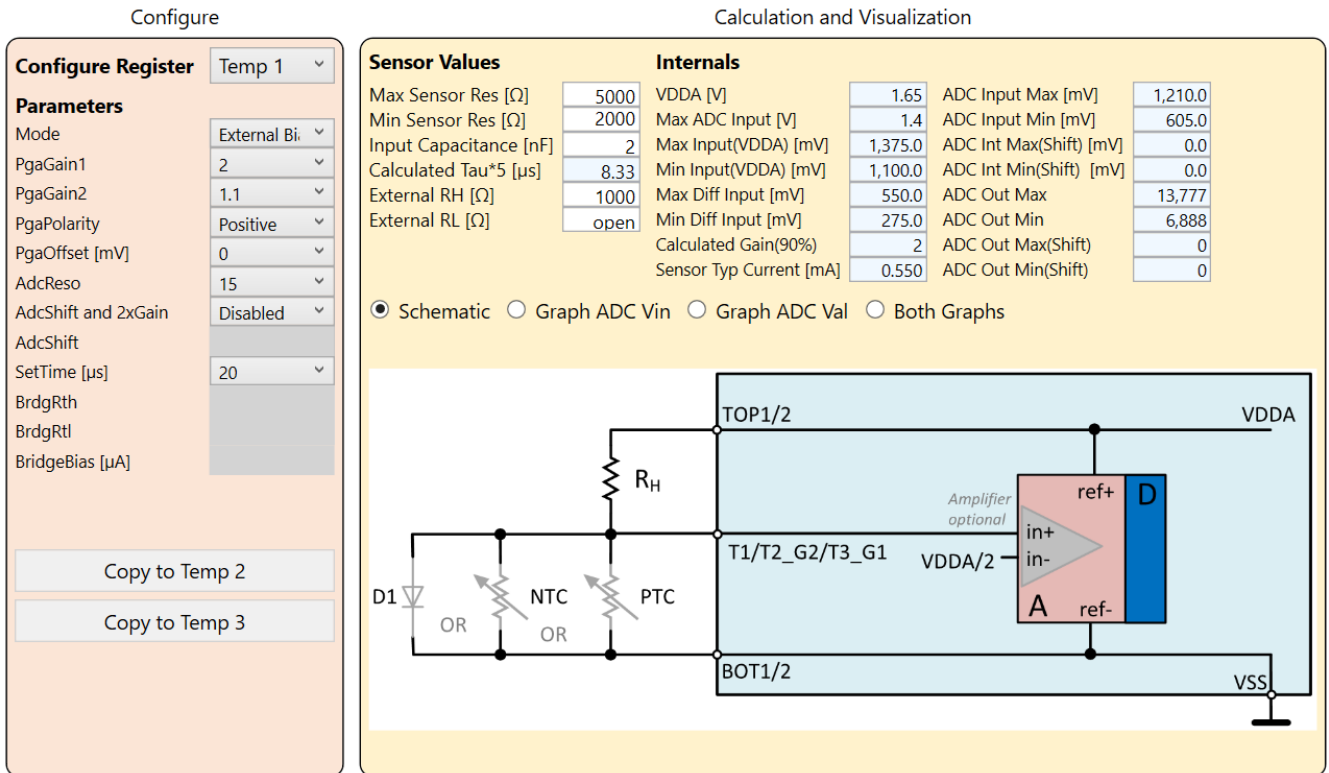 Configure
Configure Register Temp 1
Parameters
Mode External Bi
PgaGain1 2
PgaGain2 1.1
PgaPolarity Positive
PgaOffset [mV] 0
AdcReso 15
AdcShift and 2xGain Disabled
AdcShift
SetTime [µs] 20
BrdgRth
BrdgRtl
BridgeBias [µA]
Copy to Temp 2
Copy to Temp 3
Calculation and Visualization
Sensor Values
Max Sensor Res [Ω] 5000
Min Sensor Res [Ω] 2000
Input Capacitance [nF] 2
Calculated Tau*5 [µs] 8.33
External RH [Ω] 1000
External RL [Ω] open
Internals
VDDA [V] 1.65 ADC Input Max [mV] 1,210.0
Max ADC Input [V] 1.4 ADC Input Min [mV] 605.0
Max Input(VDDA) [mV] 1,375.0 ADC Int Max(Shift) [mV] 0.0
Min Input(VDDA) [mV] 1,100.0 ADC Int Min(Shift) [mV] 0.0
Max Diff Input [mV] 550.0 ADC Out Max 13,777
Min Diff Input [mV] 275.0 ADC Out Min 6,888
Calculated Gain(90%) 2 ADC Out Max(Shift) 0
Sensor Typ Current [mA] 0.550 ADC Out Min(Shift) 0
Schematic Graph ADC Vin Graph ADC Val Both Graphs
TOP1/2 VDDA
RH
Amplifier
optional
ref+ D
in+
T1/T2_G2/T3_G1
VDDA/2 in-
D1 NTC PTC
A ref-
OR
OR
BOT1/2
VSS